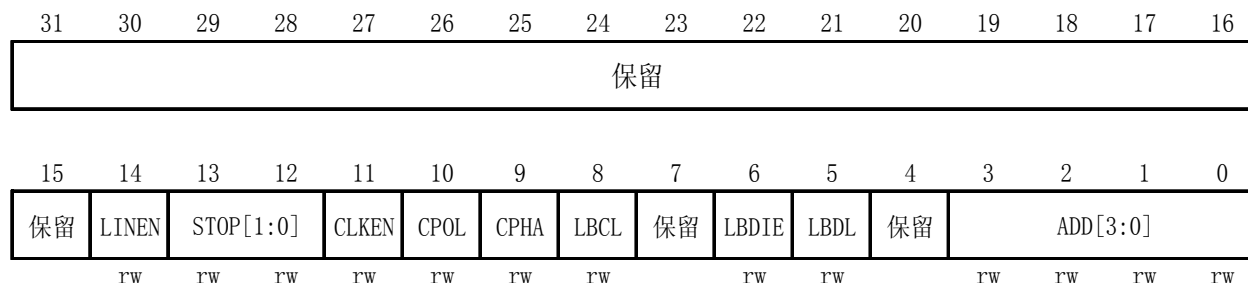 31 30 29 28 27 26 25 24 23 22 21 20 19 18 17 16
保留
15 14 13 12 11 10 9 8 7 6 5 4 3 2 1 0
保留 LINEN STOP[1:0] CLKEN CPOL CPHA LBCL 保留 LBDIE LBDL 保留 ADD[3:0]
rw rw rw rw rw rw rw rw rw rw rw rw rw